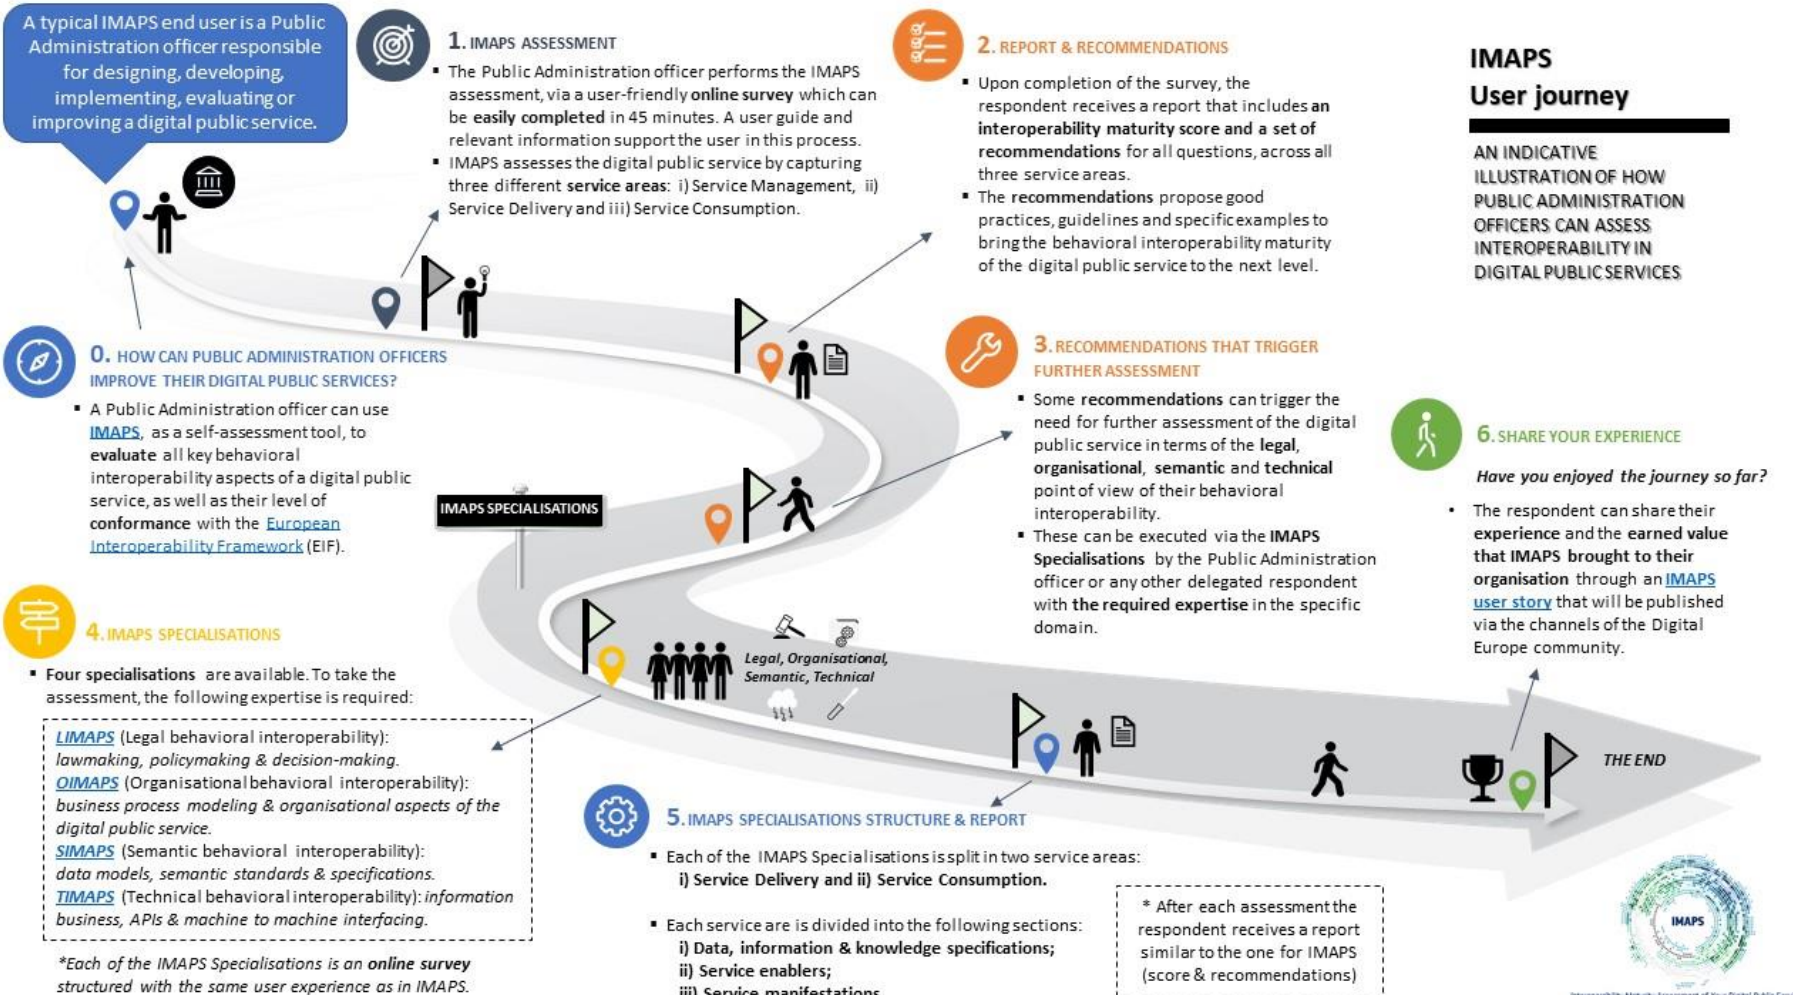 A typical IMAPS end user is a Public
Administration officer responsible
for designing, developing,
implementing, evaluating or
improving a digital public service.
1. IMAPS ASSESSMENT
▪ The Public Administration officer performs the IMAPS
assessment, via a user-friendly online survey which can
be easily completed in 45 minutes. A user guide and
relevant information support the user in this process.
▪ IMAPS assesses the digital public service by capturing
three different service areas: i) Service Management, ii)
Service Delivery and iii) Service Consumption.
2. REPORT & RECOMMENDATIONS
▪ Upon completion of the survey, the
respondent receives a report that includes an
interoperability maturity score and a set of
recommendations for all questions, across all
three service areas.
▪ The recommendations propose good
practices, guidelines and specific examples to
bring the behavioral interoperability maturity
of the digital public service to the next level.
IMAPS
User journey
AN INDICATIVE
ILLUSTRATION OF HOW
PUBLIC ADMINISTRATION
OFFICERS CAN ASSESS
INTEROPERABILITY IN
DIGITAL PUBLIC SERVICES
0. HOW CAN PUBLIC ADMINISTRATION OFFICERS
IMPROVE THEIR DIGITAL PUBLIC SERVICES?
▪ A Public Administration officer can use
IMAPS, as a self-assessment tool, to
evaluate all key behavioral
interoperability aspects of a digital public
service, as well as their level of
conformance with the European
Interoperability Framework (EIF).
IMAPS SPECIALISATIONS
3. RECOMMENDATIONS THAT TRIGGER
FURTHER ASSESSMENT
▪ Some recommendations can trigger the
need for further assessment of the digital
public service in terms of the legal,
organisational, semantic and technical
point of view of their behavioral
interoperability.
▪ These can be executed via the IMAPS
Specialisations by the Public Administration
officer or any other delegated respondent
with the required expertise in the specific
domain.
6. SHARE YOUR EXPERIENCE
Have you enjoyed the journey so far?
• The respondent can share their
experience and the earned value
that IMAPS brought to their
organisation through an IMAPS
user story that will be published
via the channels of the Digital
Europe community.
4. IMAPS SPECIALISATIONS
▪ Four specialisations are available. To take the
assessment, the following expertise is required:
LIMAPS (Legal behavioral interoperability):
lawmaking, policymaking & decision-making.
OIMAPS (Organisational behavioral interoperability):
business process modeling & organisational aspects of the
digital public service.
SIMAPS (Semantic behavioral interoperability):
data models, semantic standards & specifications.
TIMAPS (Technical behavioral interoperability): information
business, APIs & machine to machine interfacing.
*Each of the IMAPS Specialisations is an online survey
structured with the same user experience as in IMAPS.
Legal, Organisational,
Semantic, Technical
THE END
5. IMAPS SPECIALISATIONS STRUCTURE & REPORT
▪ Each of the IMAPS Specialisations is split in two service areas:
i) Service Delivery and ii) Service Consumption.
▪ Each service are is divided into the following sections:
i) Data, information & knowledge specifications;
ii) Service enablers;
iii) Service manifestations
* After each assessment the
respondent receives a report
similar to the one for IMAPS
(score & recommendations)
IMAPS